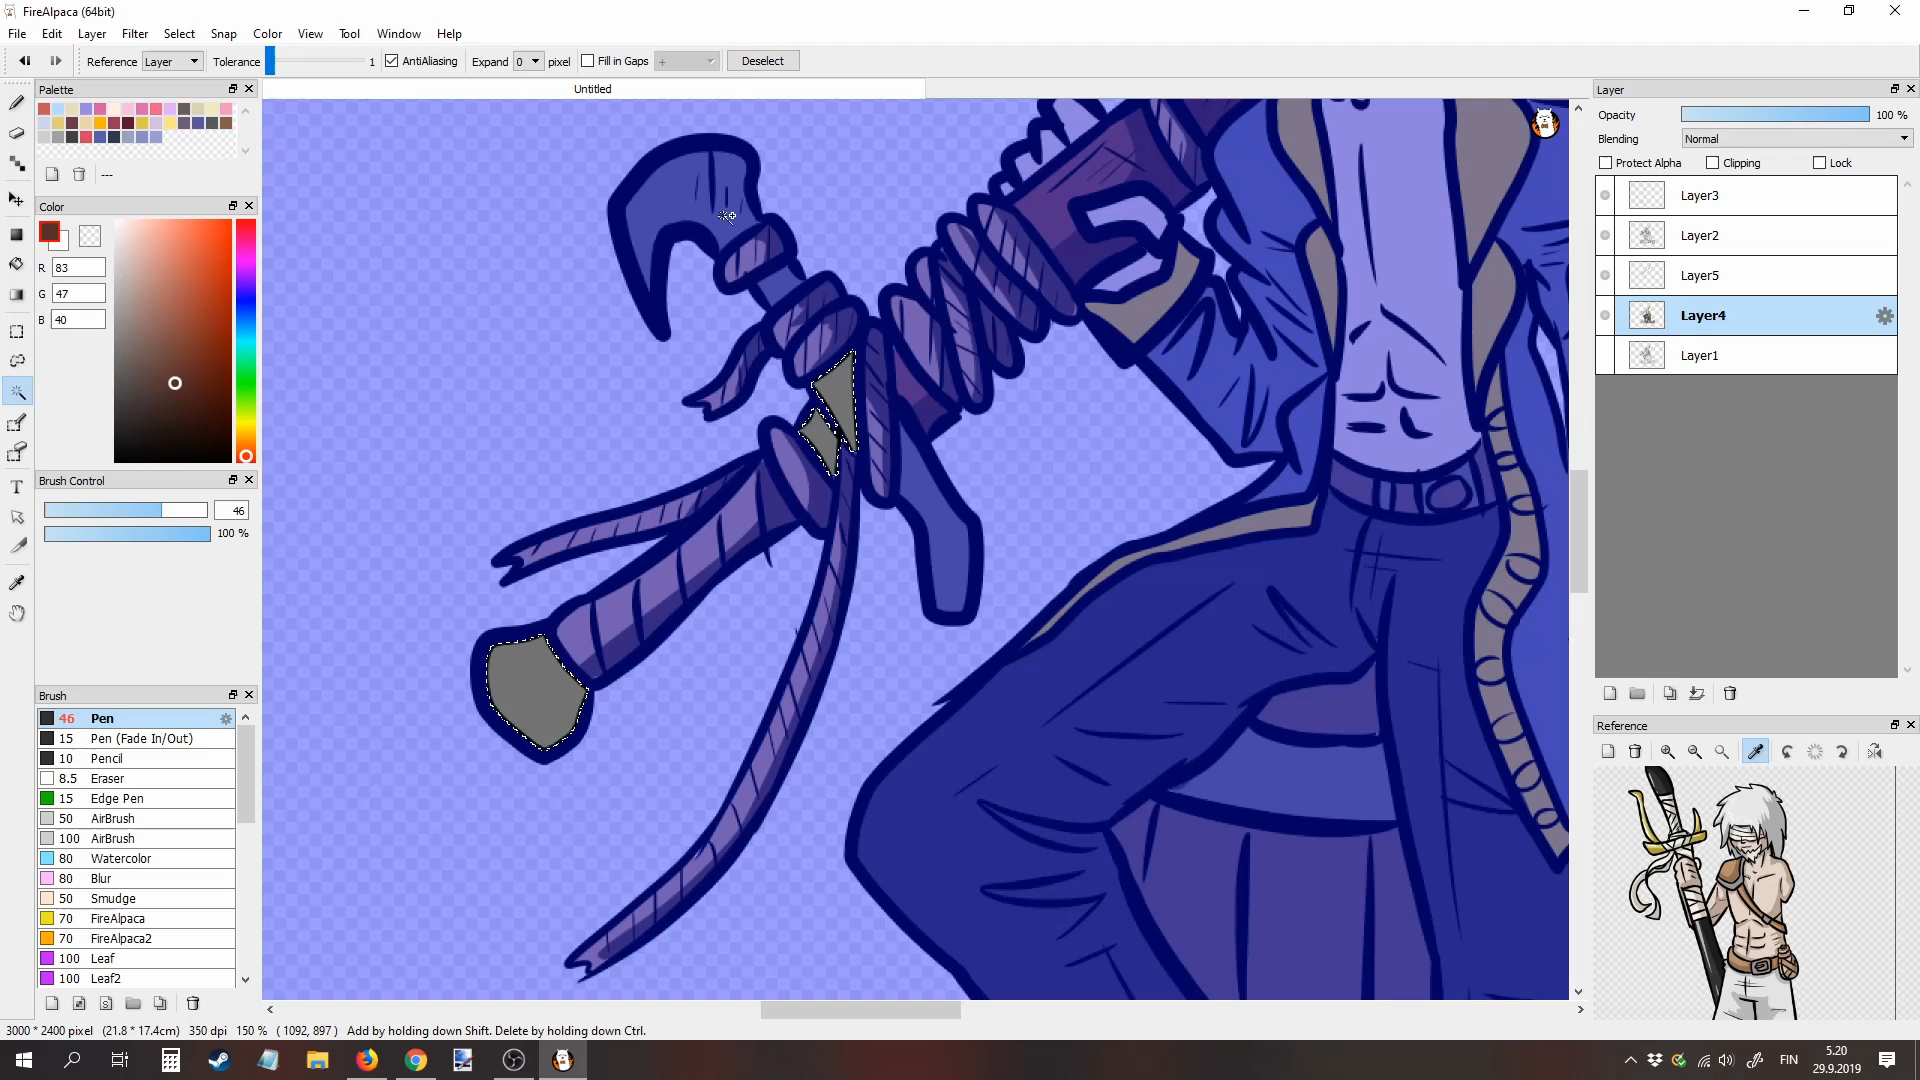 FireAlpaca (64bit)
File Edit Layer Filter Select Snap Color View Tool Window Help
Reference Layer Tolerance 1 AntiAliasing Expand 0 pixel Fill in Gaps + Deselect
Palette
Untitled
Layer
Opacity 100 %
Blending Normal
Protect Alpha Clipping Lock
Layer3
Layer2
Layer5
Layer4
Layer1
---
Color
R 83
G 47
B 40
Brush Control
46
100 %
Brush
46 Pen
15 Pen (Fade In/Out)
10 Pencil
8.5 Eraser
15 Edge Pen
50 AirBrush
100 AirBrush
80 Watercolor
80 Blur
50 Smudge
70 FireAlpaca
70 FireAlpaca2
100 Leaf
100 Leaf2
Reference
3000 * 2400 pixel (21.8 * 17.4cm) 350 dpi 150 % ( 1092, 897 ) Add by holding down Shift. Delete by holding down Ctrl.
FIN
5.20
29.9.2019